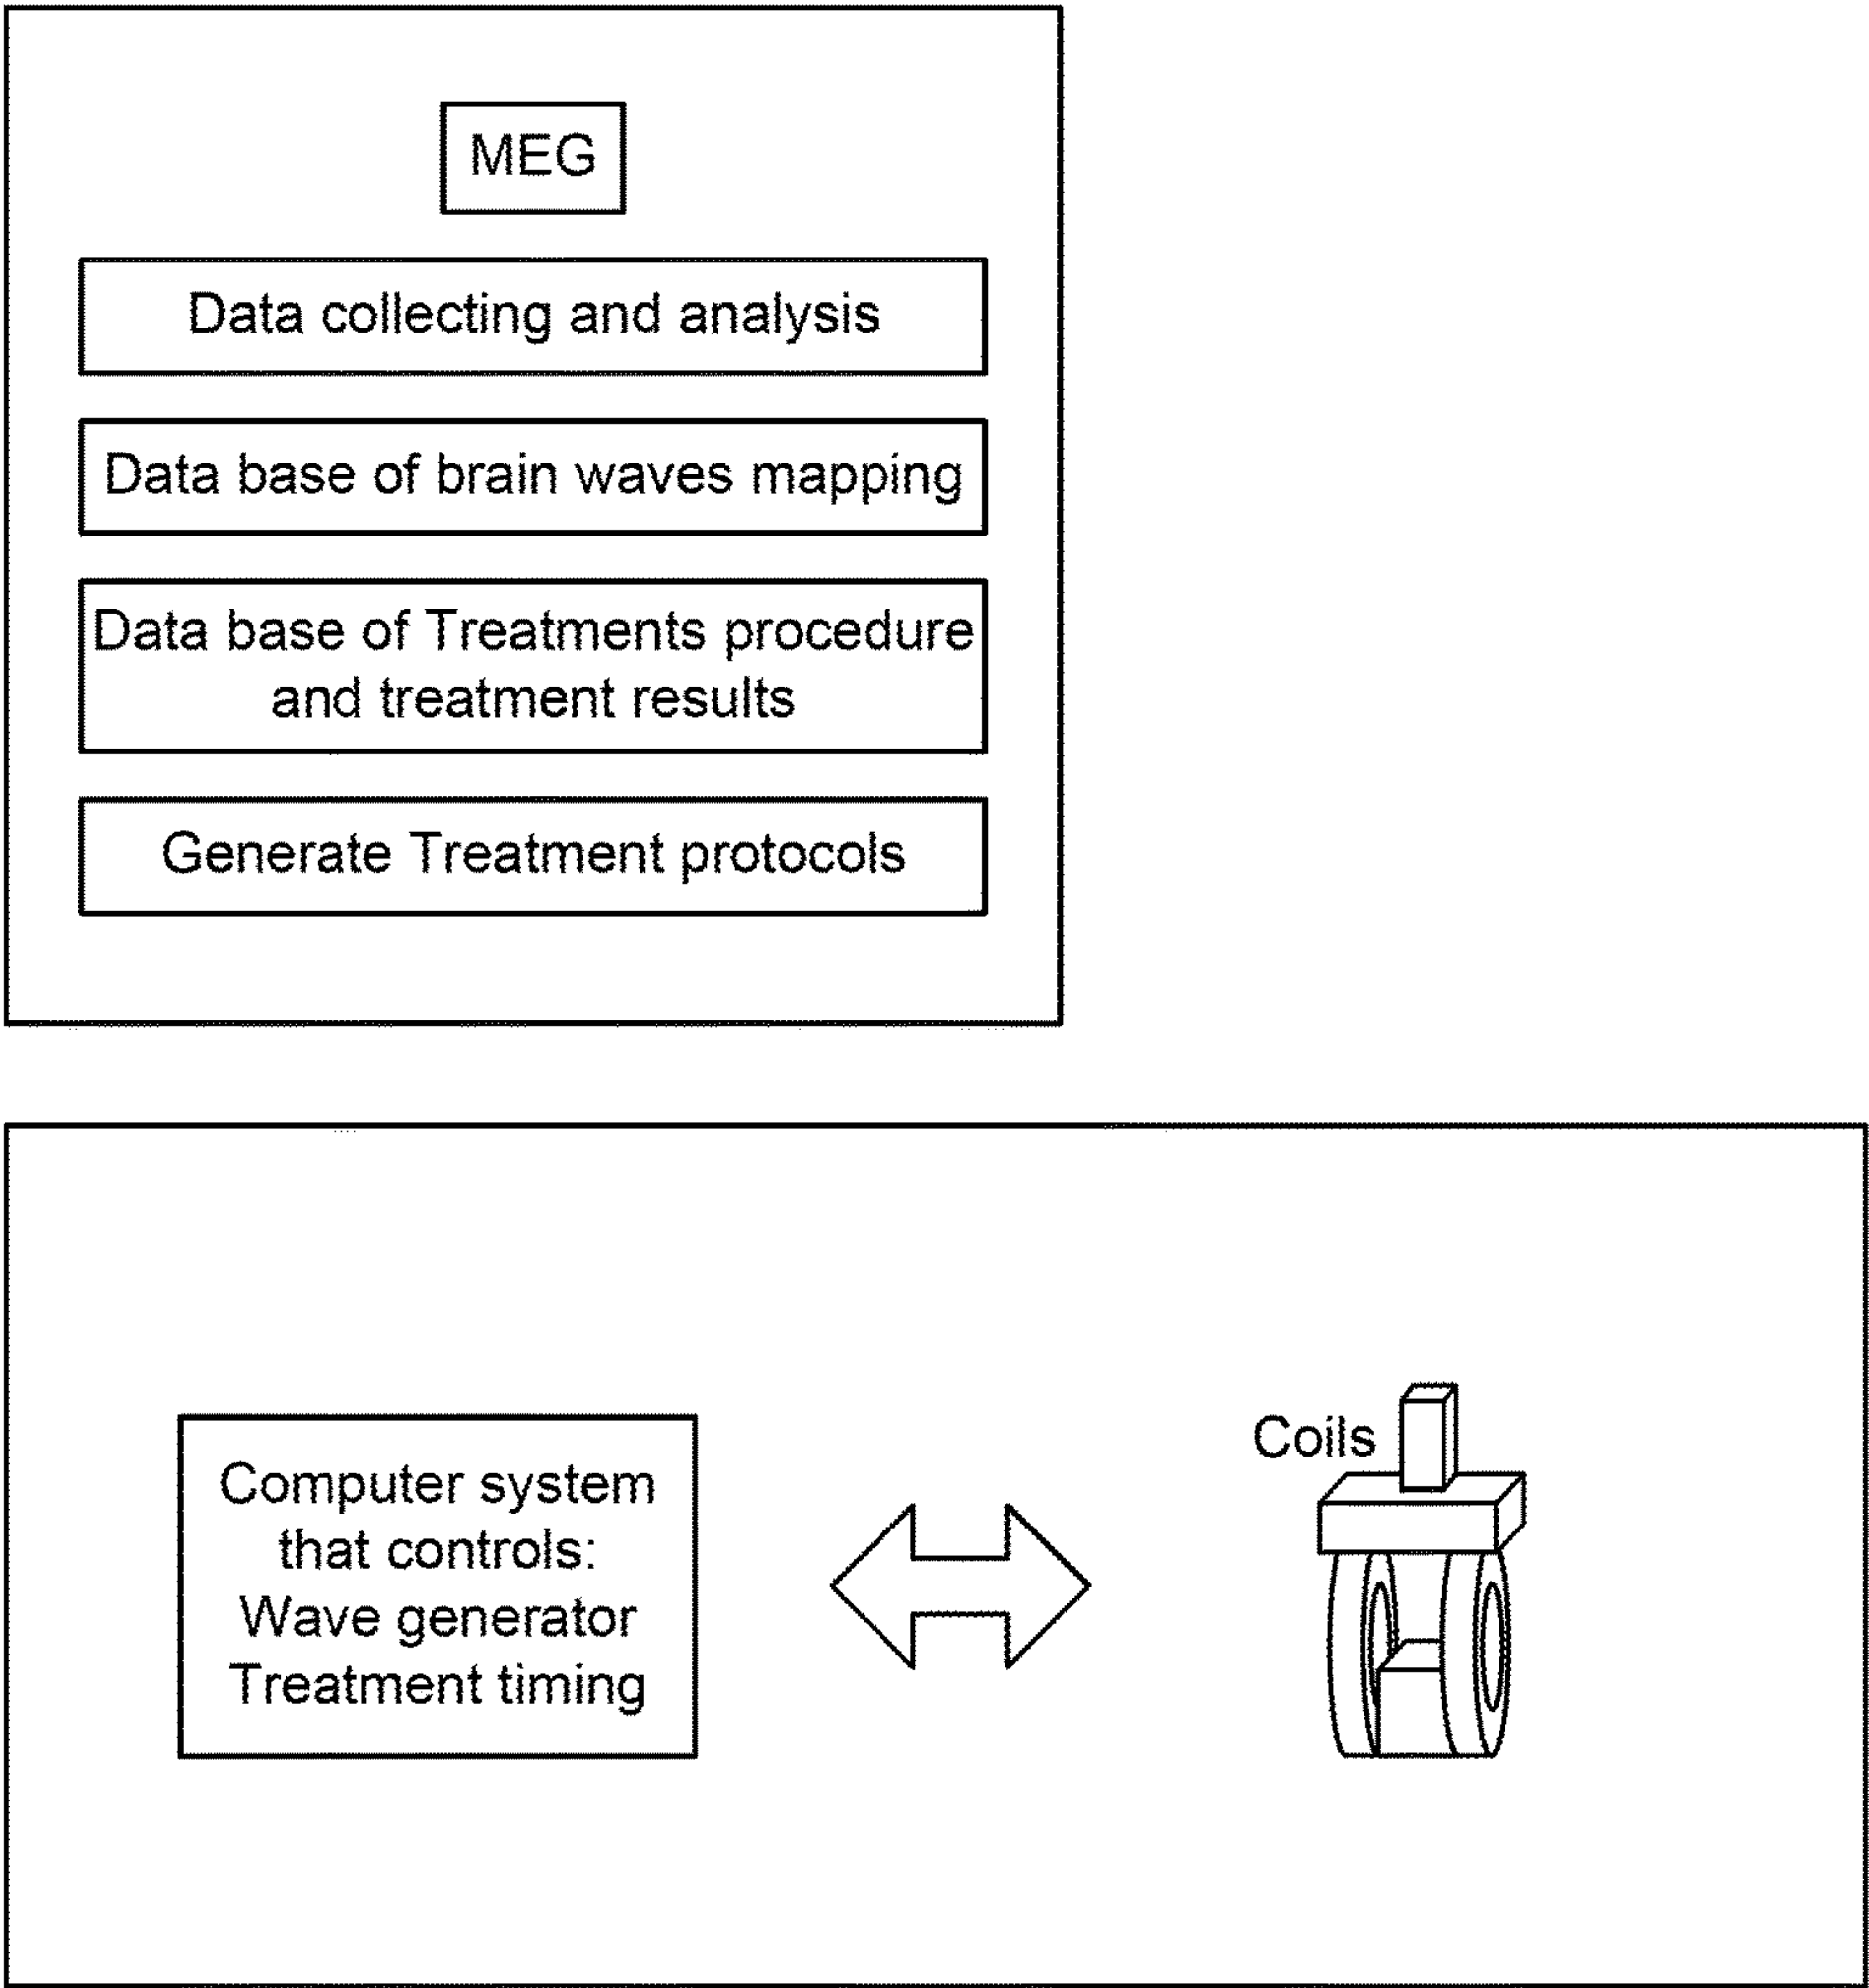 MEG
Data collecting and analysis
Data base of brain waves mapping
Data base of Treatments procedure
and treatment results
Generate Treatment protocols
Computer system
that controls:
Wave generator
Treatment timing
Coils